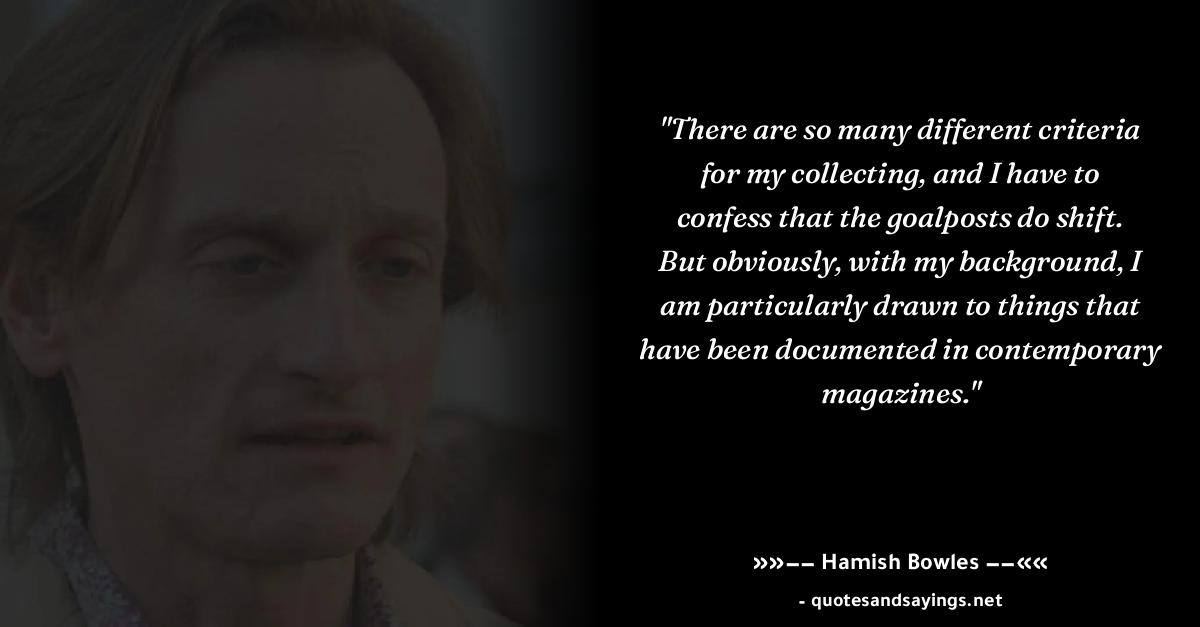 "There are so many different criteria
for my collecting, and I have to
confess that the goalposts do shift.
But obviously, with my background, I
am particularly drawn to things that
have been documented in contemporary
magazines."
»»−− Hamish Bowles −−««
- quotesandsayings.net